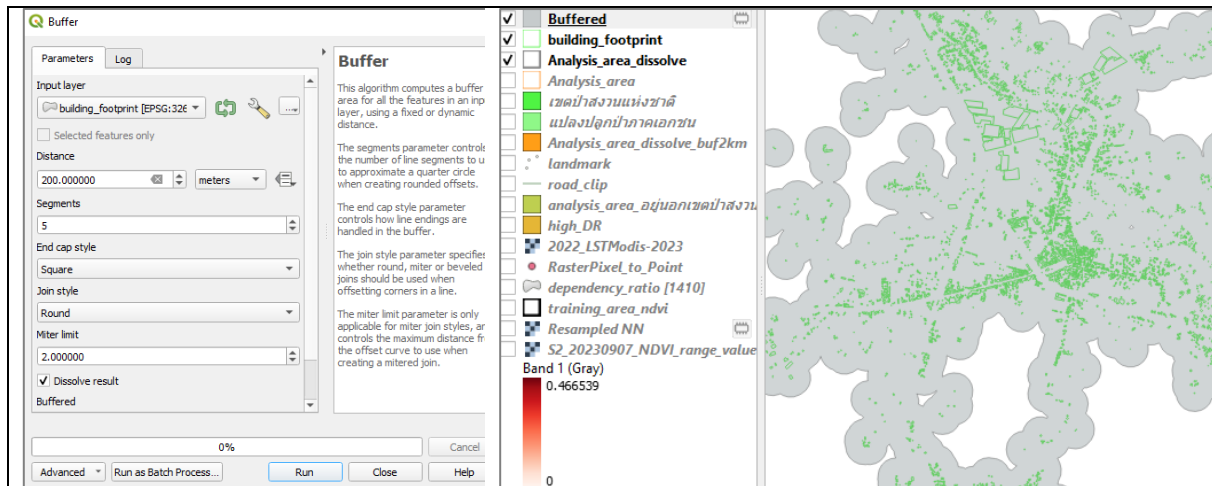 Buffer
Parameters
Log
Input layer
building_footprint [EPSG:326
Selected features only
Distance
200.000000
meters
Segments
5
End cap style
Square
Join style
Round
Miter limit
2.000000
Dissolve result
Buffered
Buffer
This algorithm computes a buffer
area for all the features in an inpu
layer, using a fixed or dynamic
distance.
The segments parameter controls
the number of line segments to u
to approximate a quarter circle
when creating rounded offsets.
The end cap style parameter
controls how line endings are
handled in the buffer.
The join style parameter specifies
whether round, miter or beveled
joins should be used when
offsetting corners in a line.
The miter limit parameter is only
applicable for miter join styles, an
controls the maximum distance fr
the offset curve to use when
creating a mitered join.
0%
Cancel
Advanced
Run as Batch Process...
Run
Close
Help
Buffered
building_footprint
Analysis_area_dissolve
Analysis_area
เขตป่าสงวนแห่งชาติ
แปลงปลูกป่าภาคเอกชน
Analysis_area_dissolve_buf2km
landmark
road_clip
analysis_area_อยู่นอกเขตป่าสงวน
high_DR
2022_LSTModis-2023
RasterPixel_to_Point
dependency_ratio [1410]
training_area_ndvi
Resampled NN
S2_20230907_NDVI_range_value
Band 1 (Gray)
0.466539
0